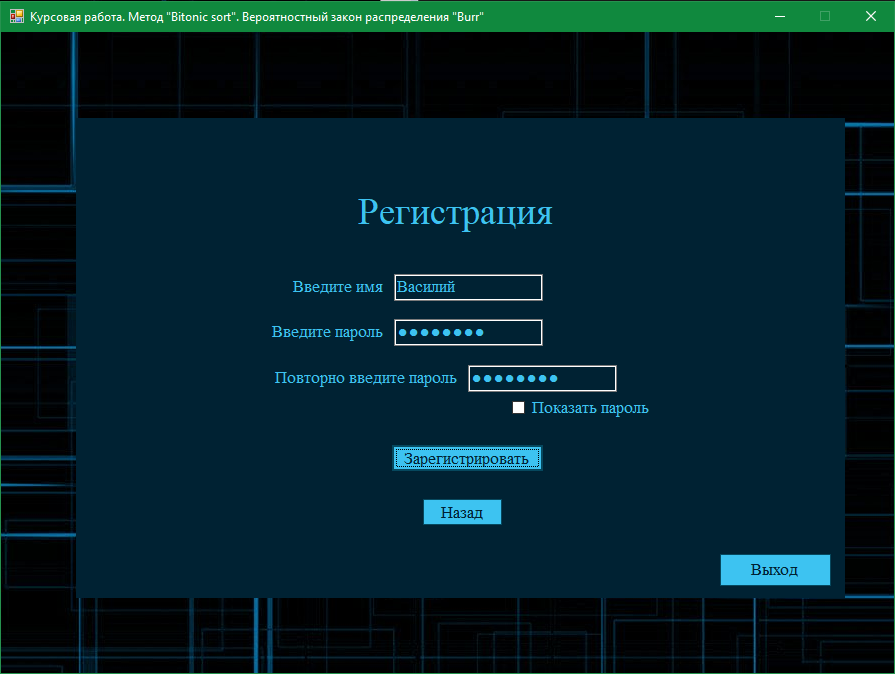 Курсовая работа. Метод "Bitonic sort". Вероятностный закон распределения "Burr"
Регистрация
Введите имя Василий
Введите пароль ●●●●●●●●
Повторно введите пароль ●●●●●●●●
Показать пароль
Зарегистрировать
Назад
Выход